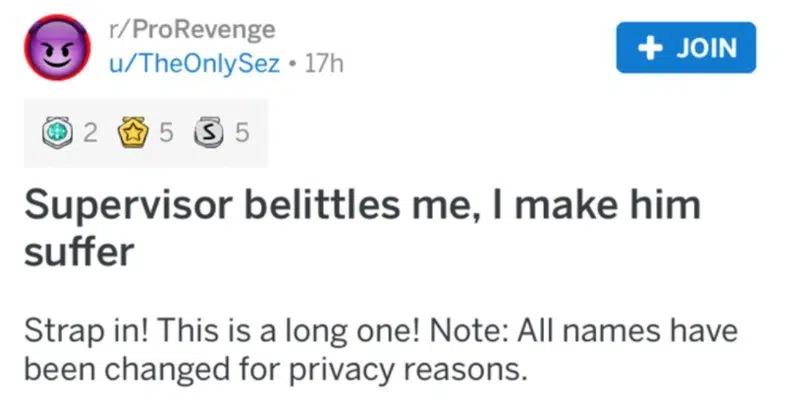 r/ProRevenge
u/TheOnlySez • 17h
+ JOIN
2 5 S 5
Supervisor belittles me, I make him
suffer
Strap in! This is a long one! Note: All names have
been changed for privacy reasons.